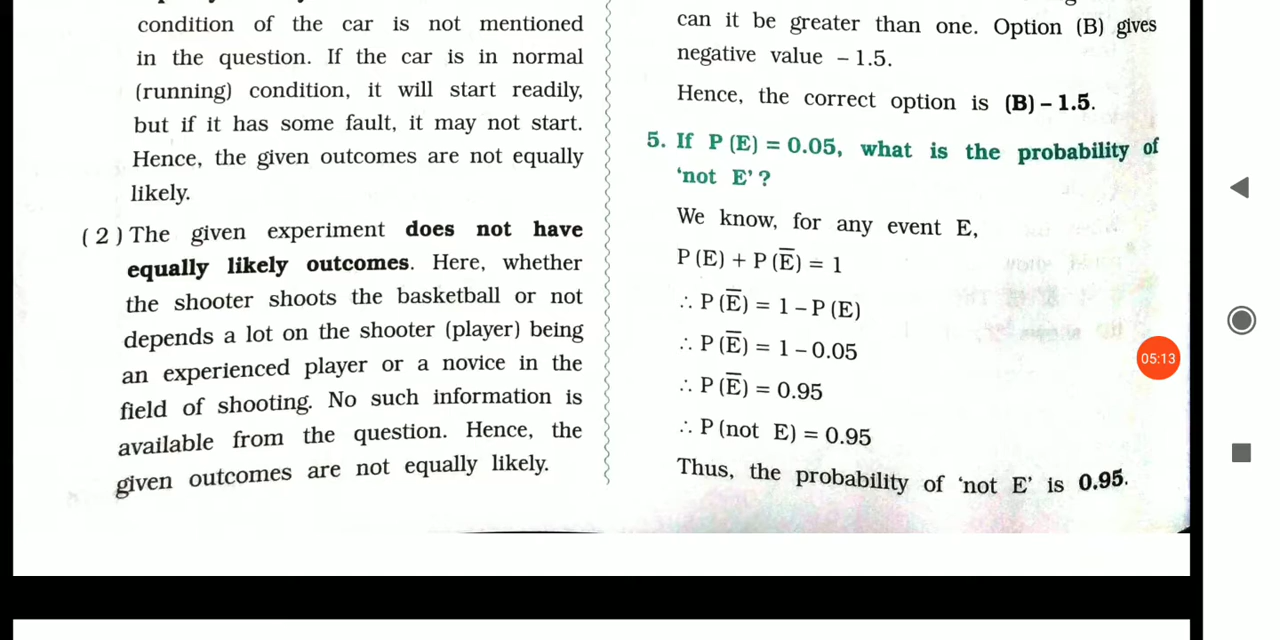 condition of the car is not mentioned
in the question. If the car is in normal
(running) condition, it will start readily,
but if it has some fault, it may not start.
Hence, the given outcomes are not equally
likely.
(2) The given experiment does not have
equally likely outcomes. Here, whether
the shooter shoots the basketball or not
depends a lot on the shooter (player) being
an experienced player or a novice in the
field of shooting. No such information is
available from the question. Hence, the
given outcomes are not equally likely.
can it be greater than one. Option (B) gives
negative value – 1.5.
Hence, the correct option is (B) – 1.5.
5. If P (E) = 0.05, what is the probability of
‘not E’ ?
We know, for any event E,
P (E) + P (E̅) = 1
∴ P (E̅) = 1 – P (E)
∴ P (E̅) = 1 – 0.05
∴ P (E̅) = 0.95
∴ P (not E) = 0.95
Thus, the probability of ‘not E’ is 0.95.
05:13